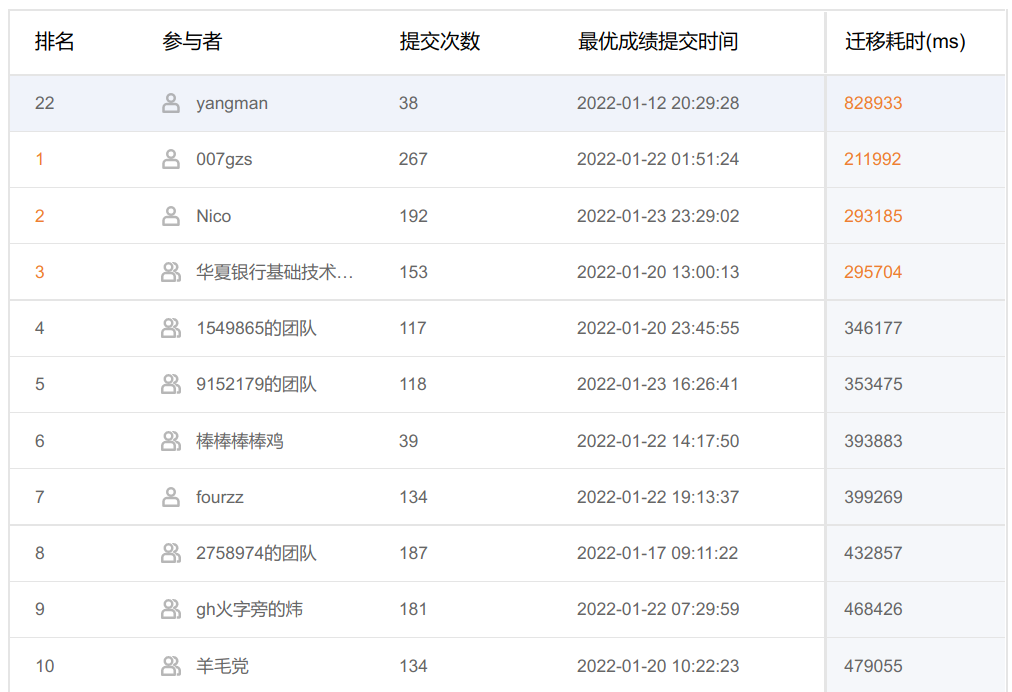 排名 参与者 提交次数 最优成绩提交时间 迁移耗时(ms)
22 yangman 38 2022-01-12 20:29:28 828933
1 007gzs 267 2022-01-22 01:51:24 211992
2 Nico 192 2022-01-23 23:29:02 293185
3 华夏银行基础技术... 153 2022-01-20 13:00:13 295704
4 1549865的团队 117 2022-01-20 23:45:55 346177
5 9152179的团队 118 2022-01-23 16:26:41 353475
6 棒棒棒棒鸡 39 2022-01-22 14:17:50 393883
7 fourzz 134 2022-01-22 19:13:37 399269
8 2758974的团队 187 2022-01-17 09:11:22 432857
9 gh火字旁的炜 181 2022-01-22 07:29:59 468426
10 羊毛党 134 2022-01-20 10:22:23 479055